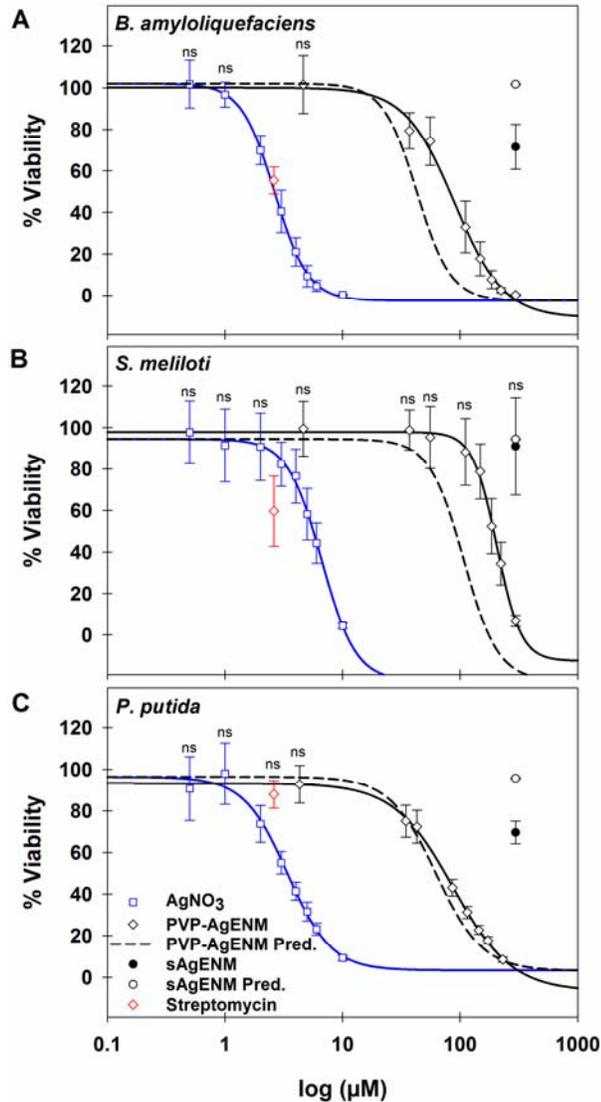 A
B. amyloliquefaciens
120
100
80
60
40
20
0
% Viability
ns
ns
ns
B
S. meliloti
120
100
80
60
40
20
0
% Viability
ns
ns
ns
ns
ns
ns
ns
ns
C
P. putida
120
100
80
60
40
20
0
% Viability
ns
ns
ns
ns
AgNO₃
PVP-AgENM
PVP-AgENM Pred.
sAgENM
sAgENM Pred.
Streptomycin
0.1 1 10 100 1000
log (µM)